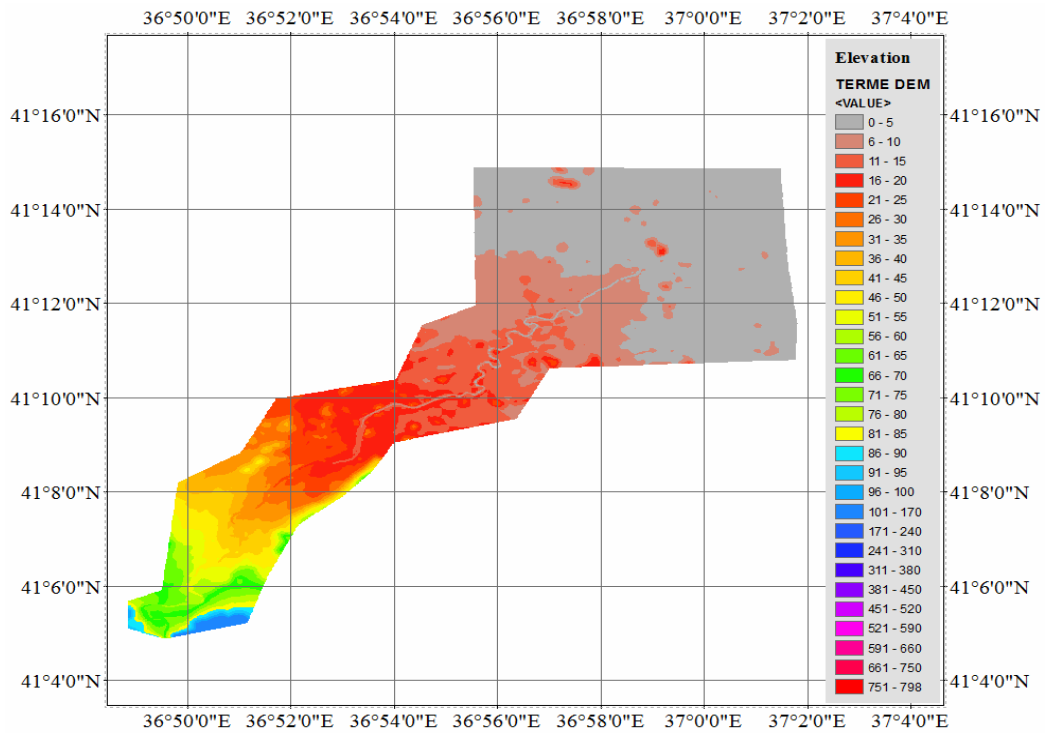 36°50'0"E 36°52'0"E 36°54'0"E 36°56'0"E 36°58'0"E 37°0'0"E 37°2'0"E 37°4'0"E
Elevation
TERME DEM
<VALUE>
0 - 5
6 - 10
11 - 15
16 - 20
21 - 25
26 - 30
31 - 35
36 - 40
41 - 45
46 - 50
51 - 55
56 - 60
61 - 65
66 - 70
71 - 75
76 - 80
81 - 85
86 - 90
91 - 95
96 - 100
101 - 170
171 - 240
241 - 310
311 - 380
381 - 450
451 - 520
521 - 590
591 - 660
661 - 750
751 - 798
41°16'0"N 41°16'0"N
41°14'0"N 41°14'0"N
41°12'0"N 41°12'0"N
41°10'0"N 41°10'0"N
41°8'0"N 41°8'0"N
41°6'0"N 41°6'0"N
41°4'0"N 41°4'0"N
36°50'0"E 36°52'0"E 36°54'0"E 36°56'0"E 36°58'0"E 37°0'0"E 37°2'0"E 37°4'0"E